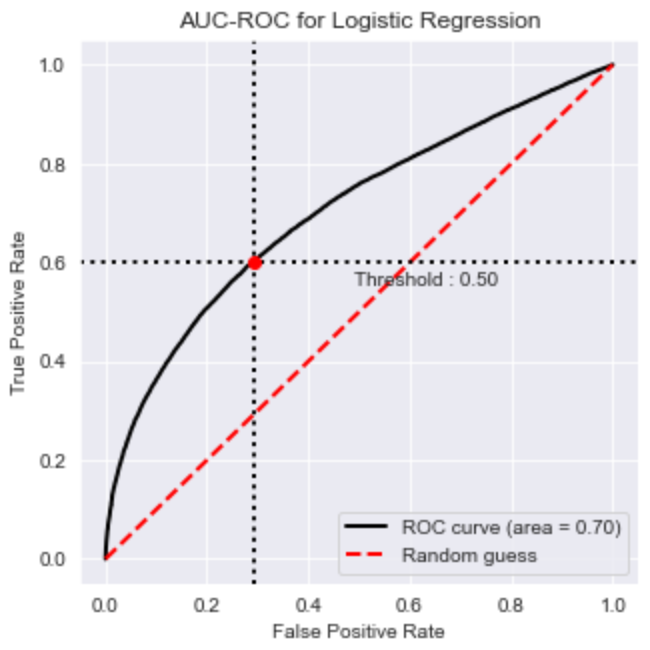 AUC-ROC for Logistic Regression
1.0
0.8
0.6
0.4
0.2
0.0
True Positive Rate
Threshold : 0.50
ROC curve (area = 0.70)
Random guess
0.0 0.2 0.4 0.6 0.8 1.0
False Positive Rate